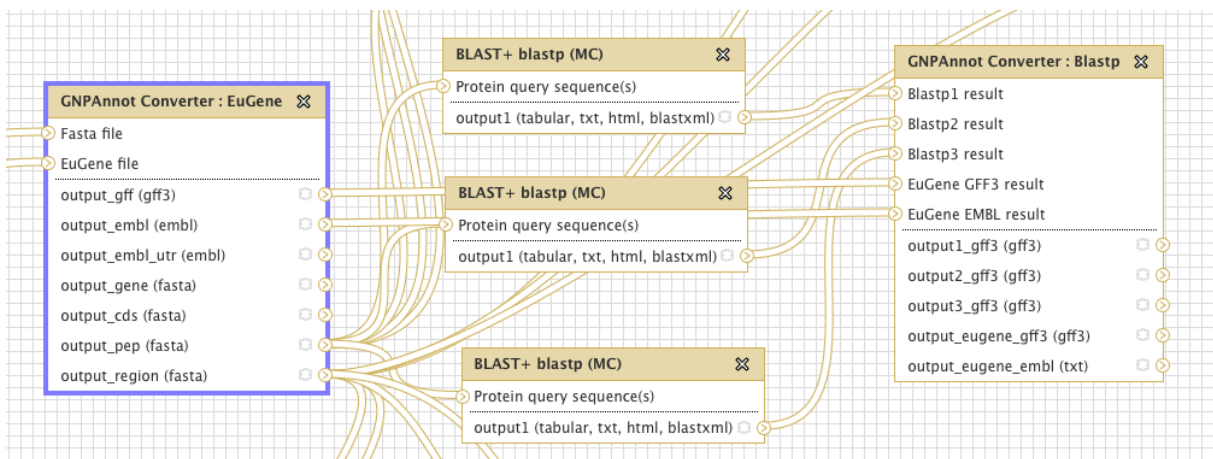 GNPAnnot Converter : EuGene
Fasta file
EuGene file
output_gff (gff3)
output_embl (embl)
output_embl_utr (embl)
output_gene (fasta)
output_cds (fasta)
output_pep (fasta)
output_region (fasta)
BLAST+ blastp (MC)
Protein query sequence(s)
output1 (tabular, txt, html, blastxml)
BLAST+ blastp (MC)
Protein query sequence(s)
output1 (tabular, txt, html, blastxml)
BLAST+ blastp (MC)
Protein query sequence(s)
output1 (tabular, txt, html, blastxml)
GNPAnnot Converter : Blastp
Blastp1 result
Blastp2 result
Blastp3 result
EuGene GFF3 result
EuGene EMBL result
output1_gff3 (gff3)
output2_gff3 (gff3)
output3_gff3 (gff3)
output_eugene_gff3 (gff3)
output_eugene_embl (txt)